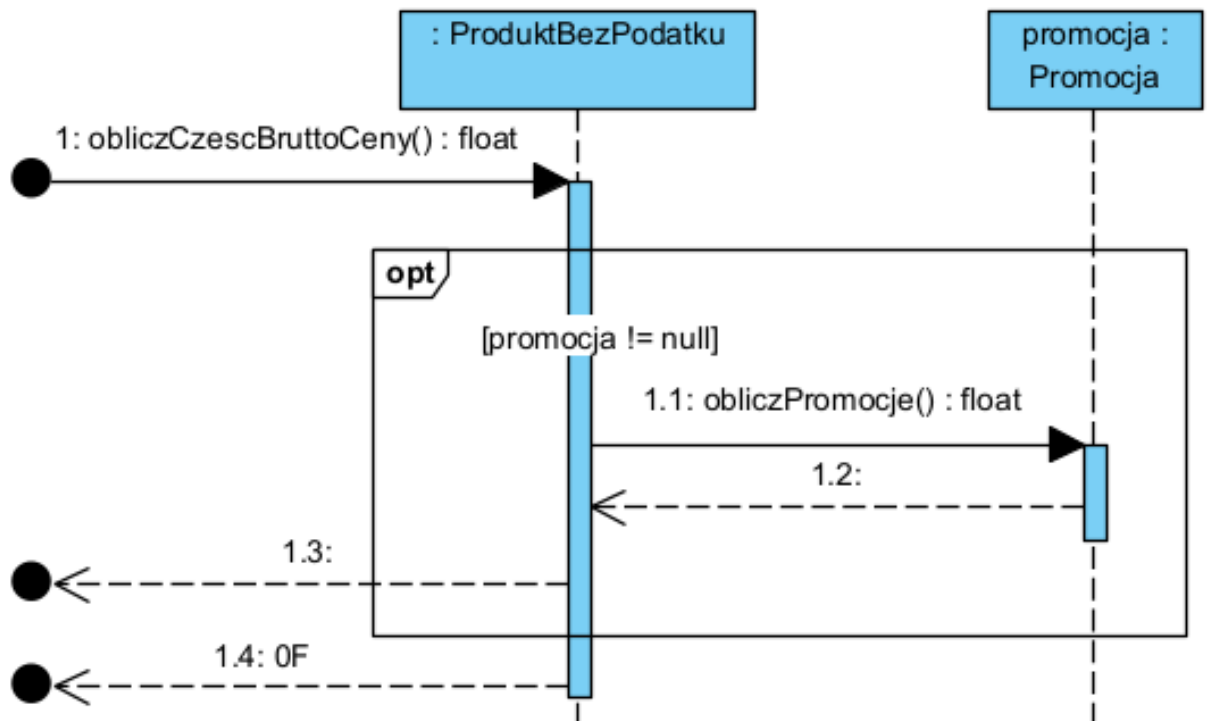 : ProduktBezPodatku
promocja :
Promocja
1: obliczCzescBruttoCeny() : float
opt
[promocja != null]
1.1: obliczPromocje() : float
1.2:
1.3:
1.4: 0F